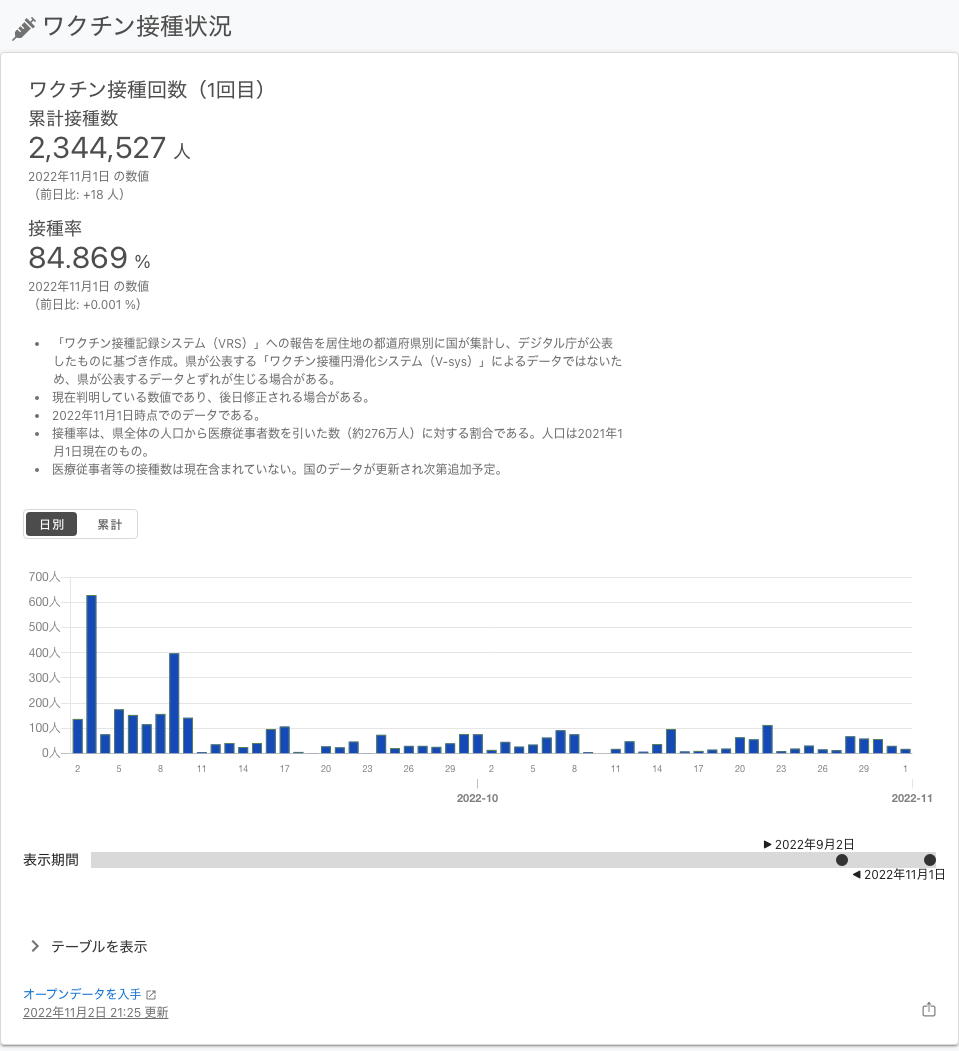 ワクチン接種状況
ワクチン接種回数（1回目）
累計接種数
2,344,527 人
2022年11月1日 の数値
（前日比: +18 人）
接種率
84.869 %
2022年11月1日 の数値
（前日比: +0.001 %）
• 「ワクチン接種記録システム（VRS）」への報告を居住地の都道府県別に国が集計し、デジタル庁が公表
したものに基づき作成。県が公表する「ワクチン接種円滑化システム（V-sys）」によるデータではないた
め、県が公表するデータとずれが生じる場合がある。
• 現在判明している数値であり、後日修正される場合がある。
• 2022年11月1日時点でのデータである。
• 接種率は、県全体の人口から医療従事者数を引いた数（約276万人）に対する割合である。人口は2021年1
月1日現在のもの。
• 医療従事者等の接種数は現在含まれていない。国のデータが更新され次第追加予定。
日別 累計
700人
600人
500人
400人
300人
200人
100人
0人
2 5 8 11 14 17 20 23 26 29 2 5 8 11 14 17 20 23 26 29 1
2022-10 2022-11
2022年9月2日
表示期間
2022年11月1日
テーブルを表示
オープンデータを入手
2022年11月2日 21:25 更新